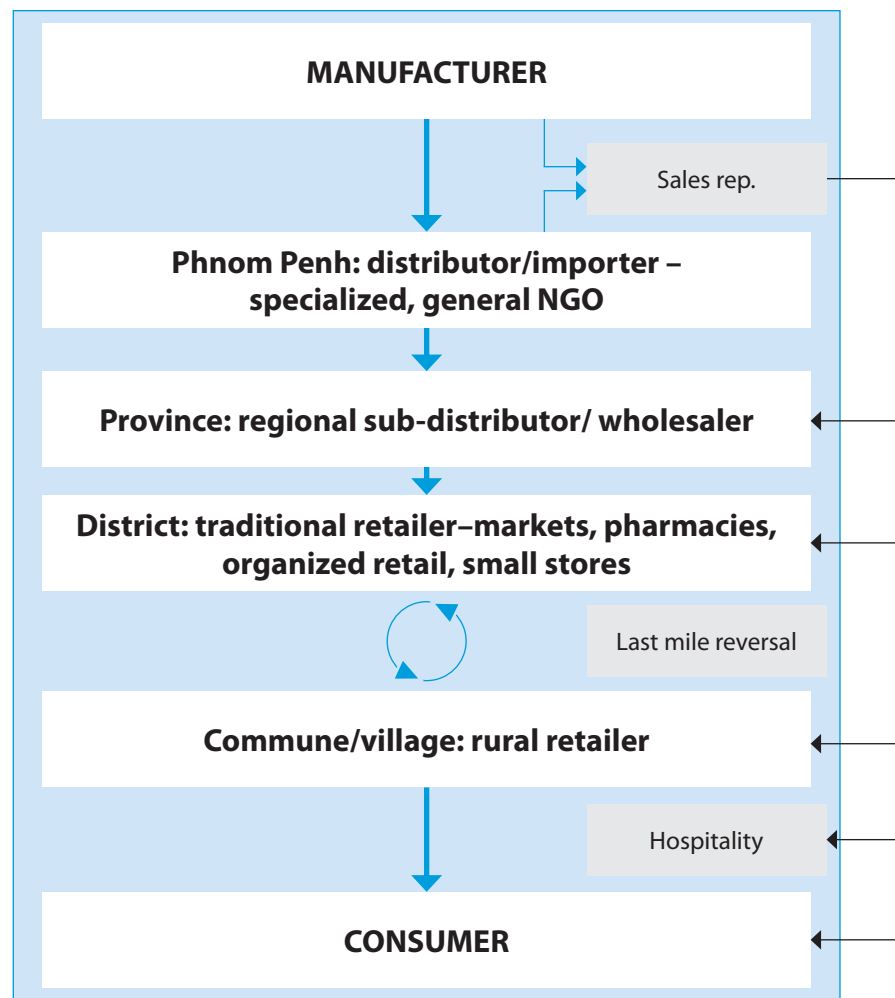 MANUFACTURER
Sales rep.
Phnom Penh: distributor/importer –
specialized, general NGO
Province: regional sub-distributor/ wholesaler
District: traditional retailer–markets, pharmacies,
organized retail, small stores
Last mile reversal
Commune/village: rural retailer
Hospitality
CONSUMER